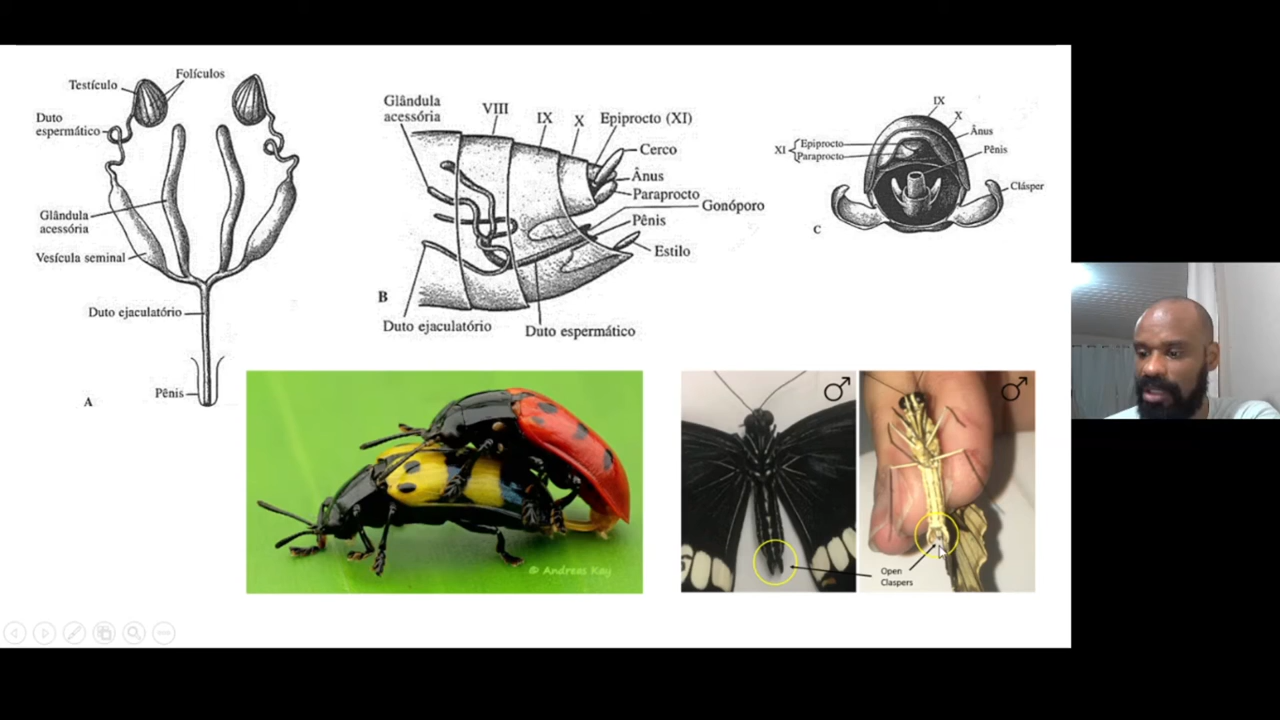 Folículos
Testículo
Duto
espermático
Glândula
acessória
Vesícula seminal
Duto ejaculatório
Pênis
A
Glândula
acessória
VIII
IX
X
Epiprocto (XI)
Cerco
Ânus
Paraprocto
Gonóporo
Pênis
Estilo
B
Duto ejaculatório
Duto espermático
IX
X
Ânus
XI
Epiprocto
Paraprocto
Pênis
Clásper
C
© Andreas Kay
♂
♂
Open
Claspers